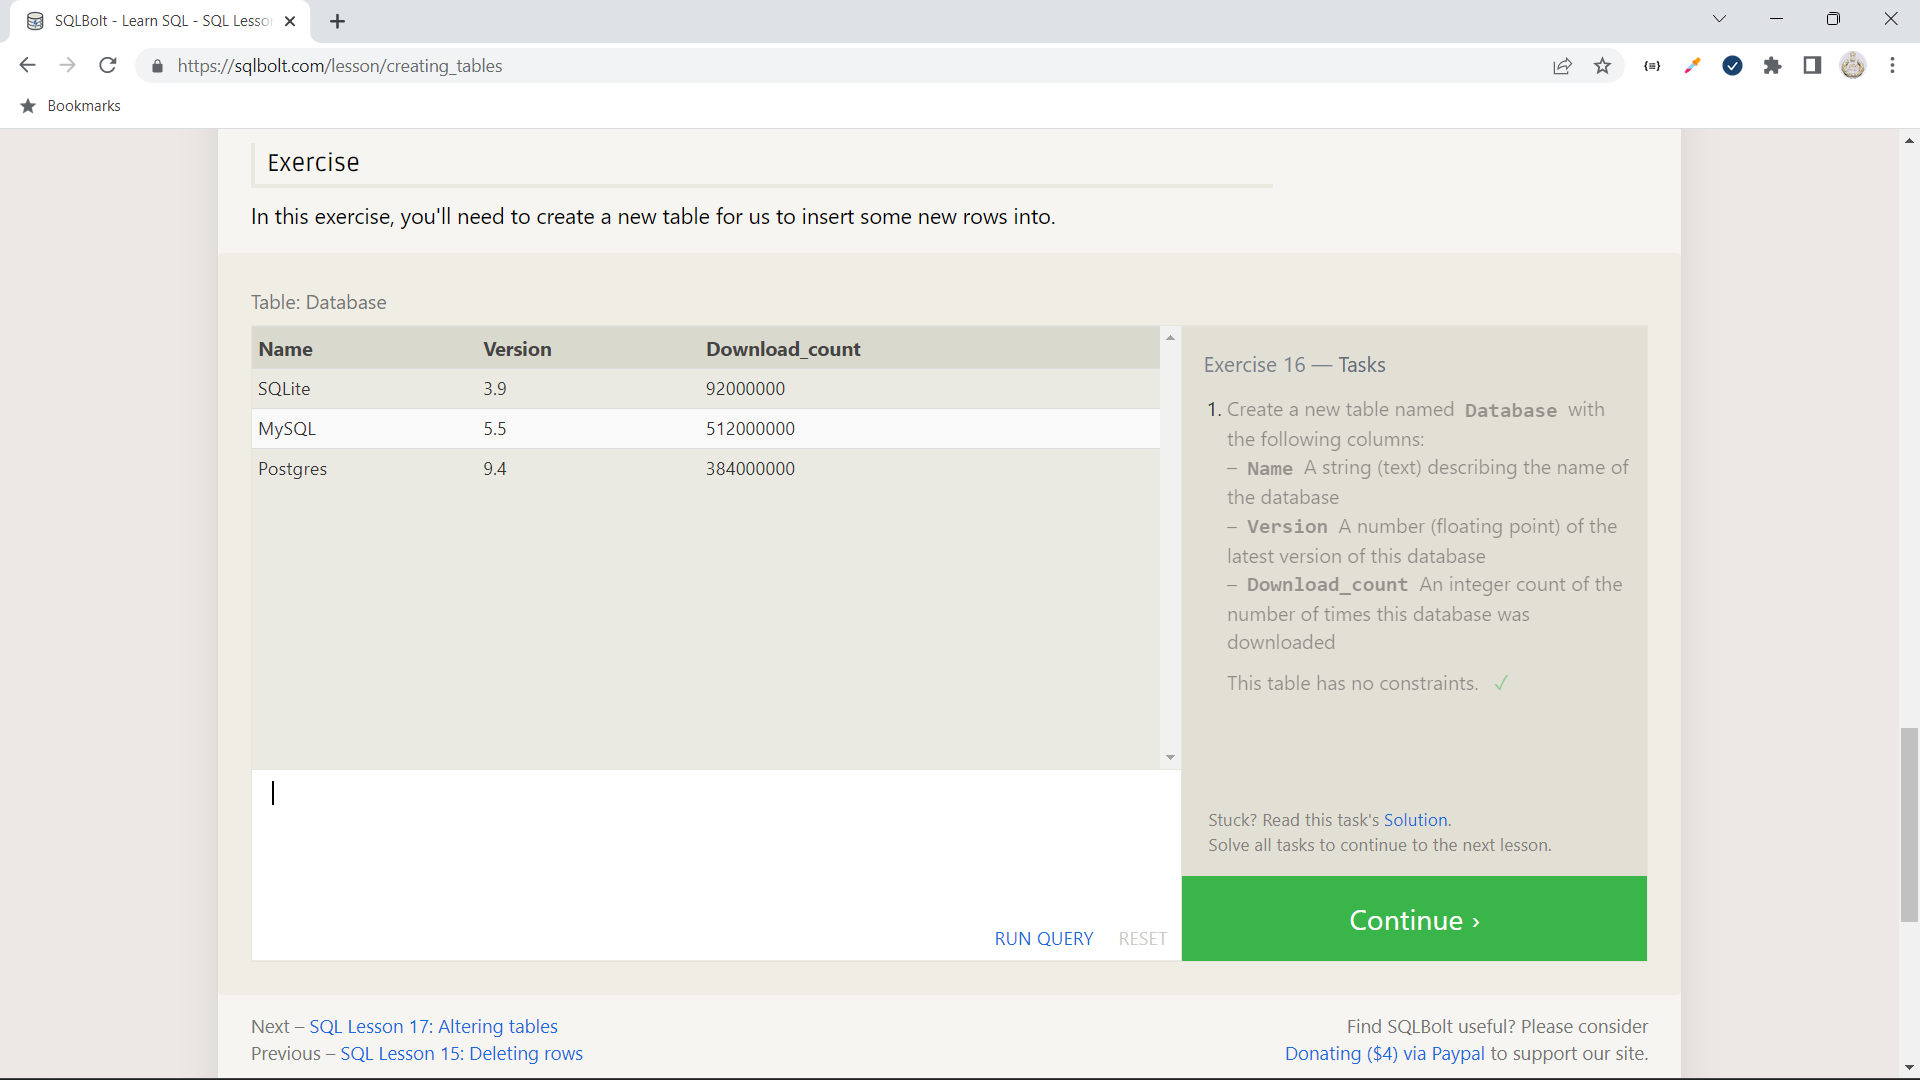 SQLBolt - Learn SQL - SQL Lesso
https://sqlbolt.com/lesson/creating_tables
Bookmarks
Exercise
In this exercise, you'll need to create a new table for us to insert some new rows into.
Table: Database
Name Version Download_count
SQLite 3.9 92000000
MySQL 5.5 512000000
Postgres 9.4 384000000
Exercise 16 — Tasks
1. Create a new table named Database with
the following columns:
– Name A string (text) describing the name of
the database
– Version A number (floating point) of the
latest version of this database
– Download_count An integer count of the
number of times this database was
downloaded
This table has no constraints. ✓
Stuck? Read this task's Solution.
Solve all tasks to continue to the next lesson.
RUN QUERY RESET
Continue ›
Next – SQL Lesson 17: Altering tables
Previous – SQL Lesson 15: Deleting rows
Find SQLBolt useful? Please consider
Donating ($4) via Paypal to support our site.